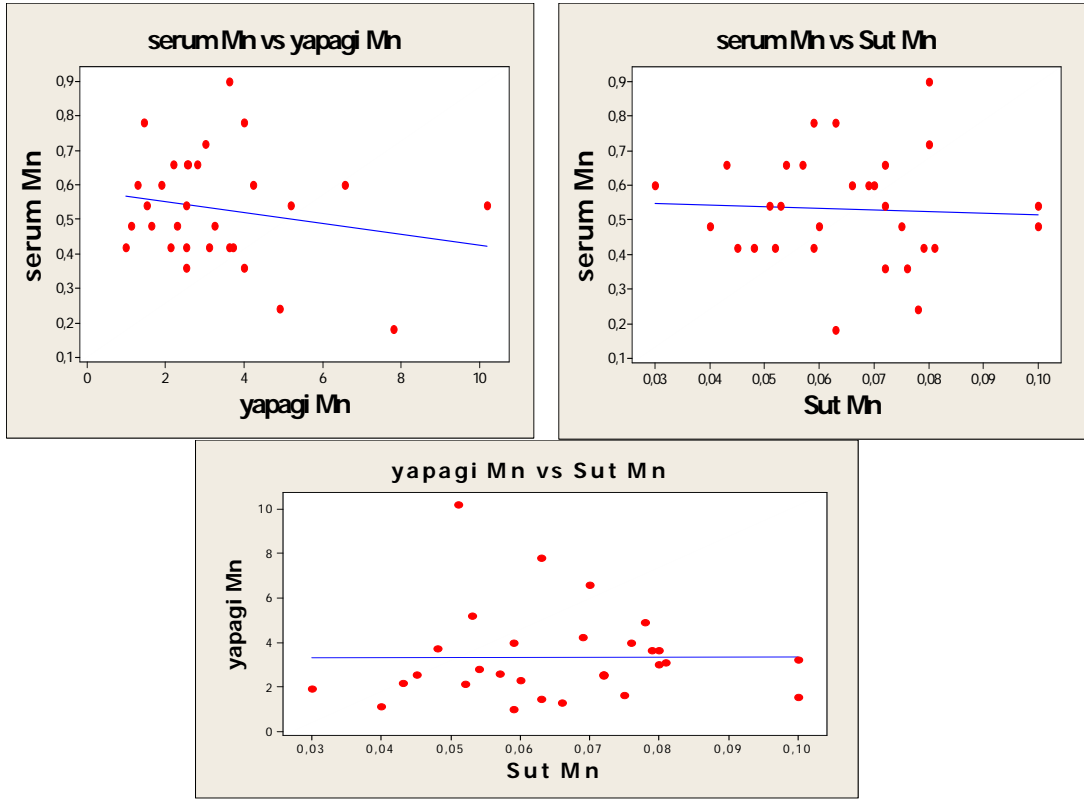 serum Mn vs yapagi Mn
serum Mn
0,9
0,8
0,7
0,6
0,5
0,4
0,3
0,2
0,1
0 2 4 6 8 10
yapagi Mn
serum Mn vs Sut Mn
serum Mn
0,9
0,8
0,7
0,6
0,5
0,4
0,3
0,2
0,1
0,03 0,04 0,05 0,06 0,07 0,08 0,09 0,10
Sut Mn
yapagi Mn vs Sut Mn
yapagi Mn
10
8
6
4
2
0
0,03 0,04 0,05 0,06 0,07 0,08 0,09 0,10
Sut Mn